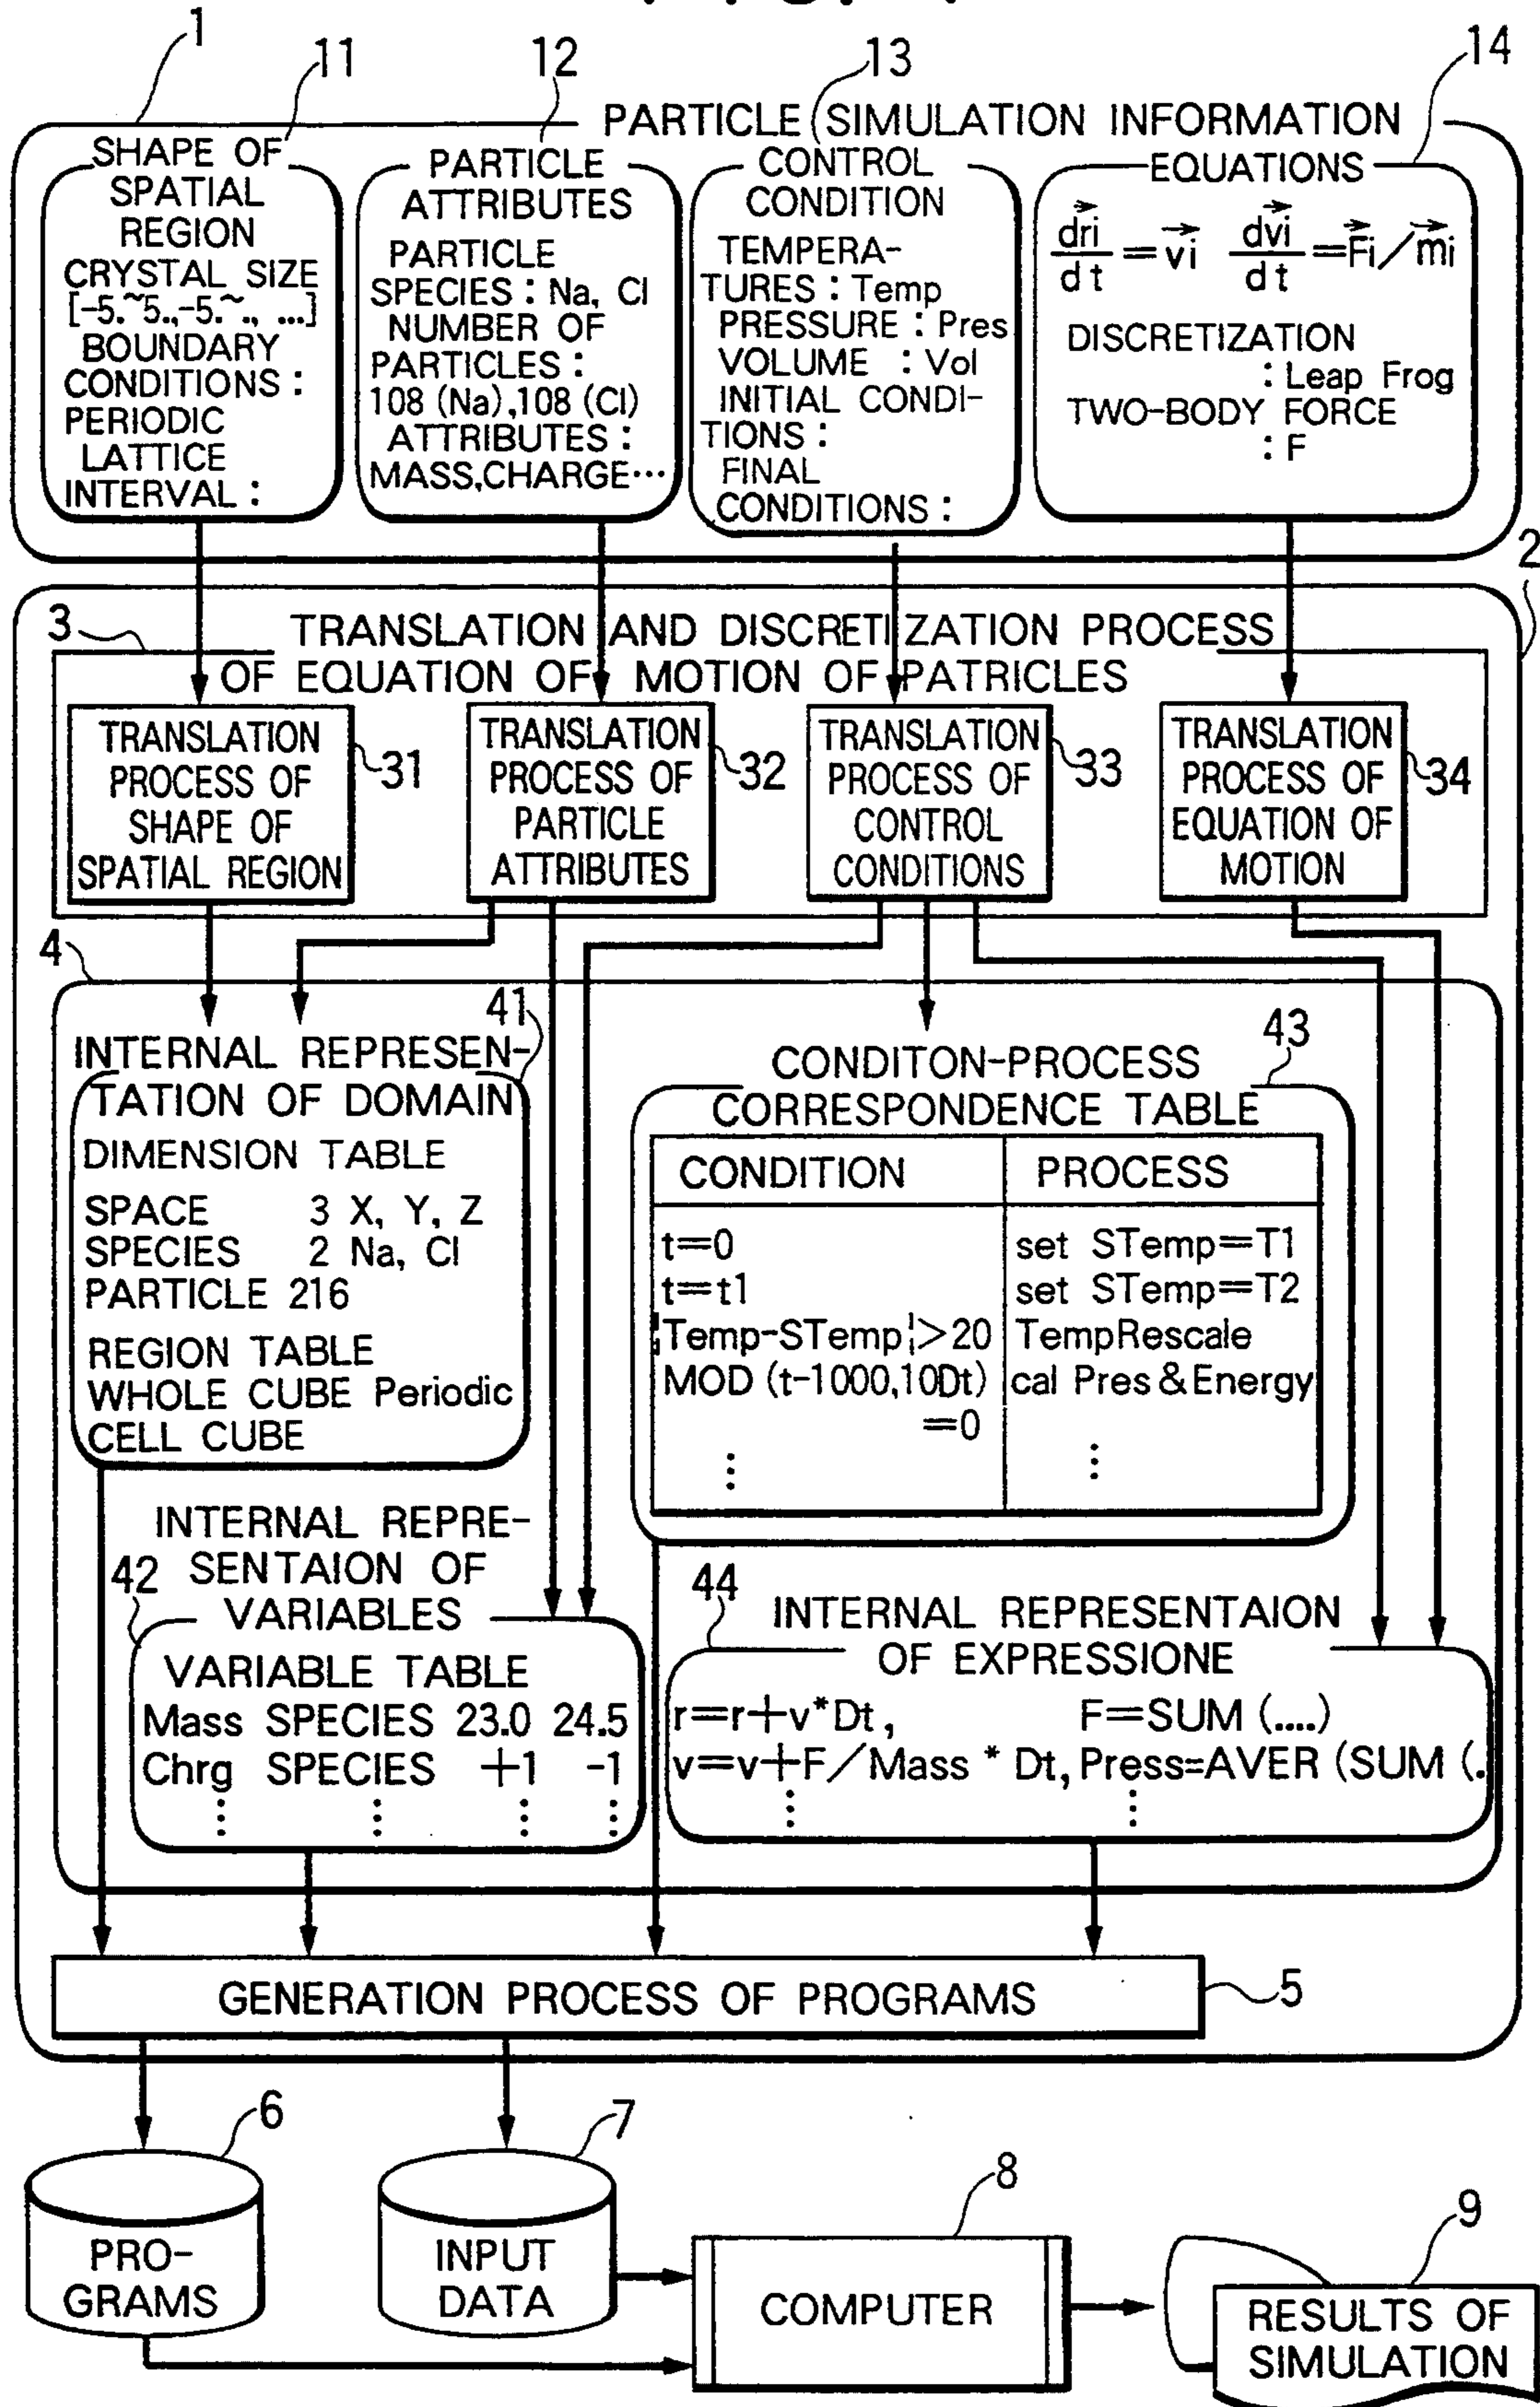 1
11
12
13
14
PARTICLE SIMULATION INFORMATION
SHAPE OF
SPATIAL
REGION
CRYSTAL SIZE
[-5.~5.,-5.~., ...]
BOUNDARY
CONDITIONS :
PERIODIC
LATTICE
INTERVAL :
PARTICLE
ATTRIBUTES
PARTICLE
SPECIES : Na, Cl
NUMBER OF
PARTICLES :
108 (Na),108 (Cl)
ATTRIBUTES :
MASS,CHARGE···
CONTROL
CONDITION
TEMPERA-
TURES : Temp
PRESSURE : Pres
VOLUME : Vol
INITIAL CONDI-
TIONS :
FINAL
CONDITIONS :
EQUATIONS
dri/dt = vi dvi/dt = Fi/mi
DISCRETIZATION
: Leap Frog
TWO-BODY FORCE
: F
2
3
TRANSLATION AND DISCRETIZATION PROCESS
OF EQUATION OF MOTION OF PATRICLES
TRANSLATION
PROCESS OF
SHAPE OF
SPATIAL REGION
31
TRANSLATION
PROCESS OF
PARTICLE
ATTRIBUTES
32
TRANSLATION
PROCESS OF
CONTROL
CONDITIONS
33
TRANSLATION
PROCESS OF
EQUATION OF
MOTION
34
4
41
INTERNAL REPRESEN-
TATION OF DOMAIN
DIMENSION TABLE
SPACE 3 X, Y, Z
SPECIES 2 Na, Cl
PARTICLE 216
REGION TABLE
WHOLE CUBE Periodic
CELL CUBE
43
CONDITON-PROCESS
CORRESPONDENCE TABLE
CONDITION PROCESS
t=0 set STemp=T1
t=t1 set STemp=T2
¦Temp-STemp¦>20 TempRescale
MOD (t-1000,10Dt) cal Pres&Energy
=0
⋮ ⋮
42
INTERNAL REPRE-
SENTAION OF
VARIABLES
VARIABLE TABLE
Mass SPECIES 23.0 24.5
Chrg SPECIES +1 -1
⋮ ⋮ ⋮ ⋮
44
INTERNAL REPRESENTAION
OF EXPRESSIONE
r=r+v*Dt, F=SUM (....)
v=v+F/Mass * Dt, Press=AVER (SUM (.
⋮ ⋮
GENERATION PROCESS OF PROGRAMS
5
6
PRO-
GRAMS
7
INPUT
DATA
8
COMPUTER
9
RESULTS OF
SIMULATION